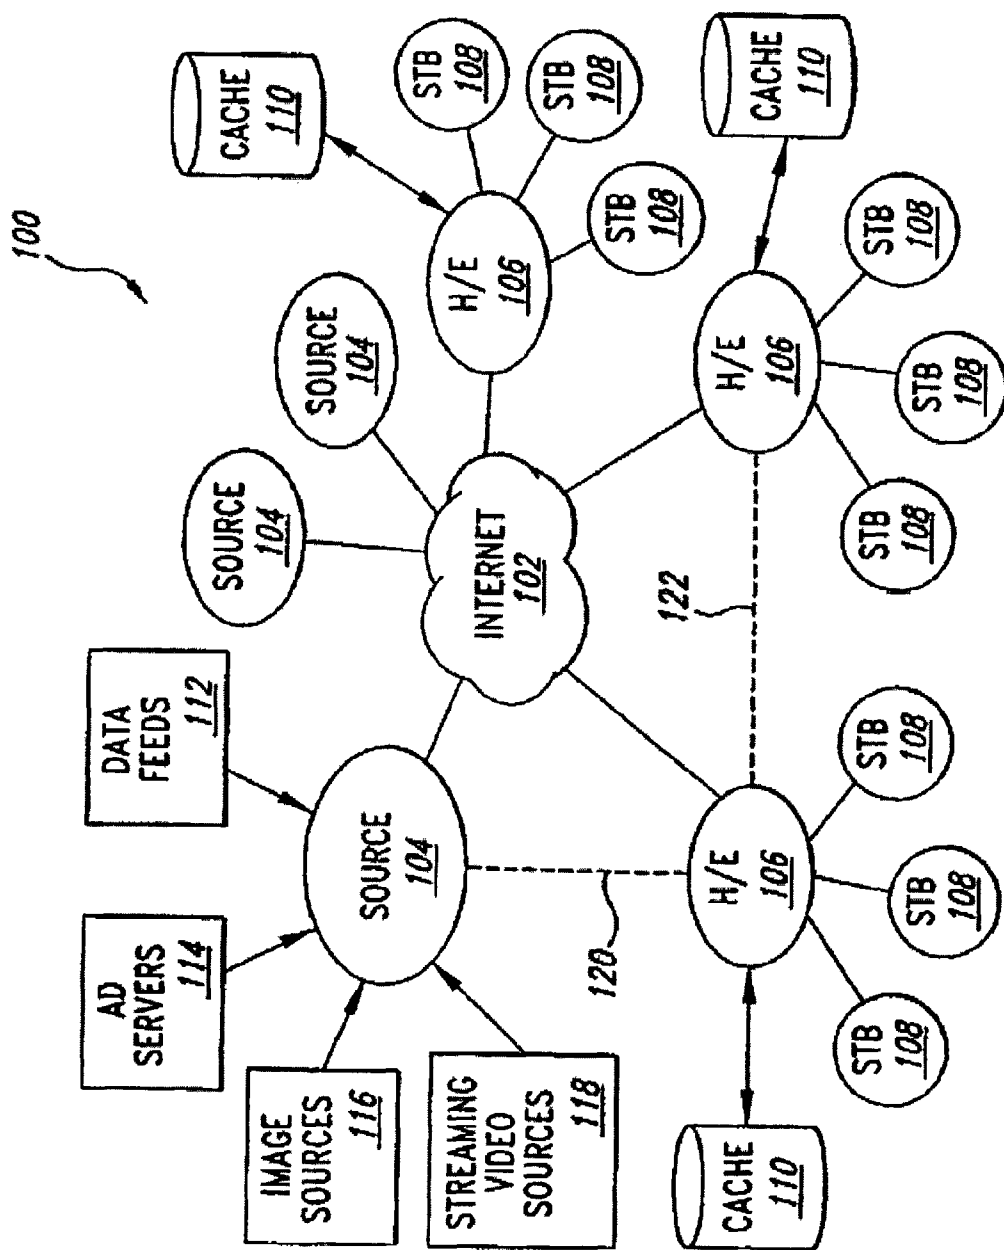 100
DATA
FEEDS
112
AD
SERVERS
114
IMAGE
SOURCES
116
STREAMING
VIDEO
SOURCES
118
SOURCE
104
SOURCE
104
SOURCE
104
INTERNET
102
CACHE
110
H/E
106
STB
108
STB
108
STB
108
120
122
CACHE
110
H/E
106
STB
108
STB
108
STB
108
H/E
106
CACHE
110
STB
108
STB
108
STB
108